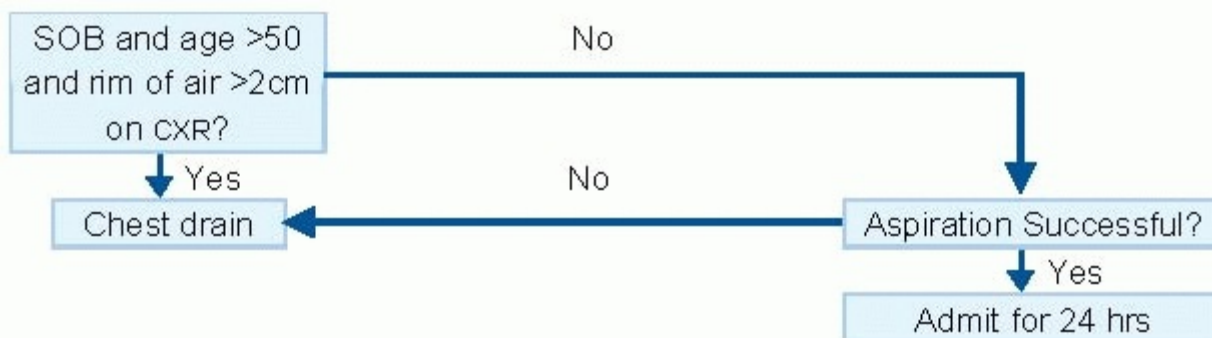 SOB and age >50
and rim of air >2cm
on CXR?
No
Yes
No
Chest drain
Aspiration Successful?
Yes
Admit for 24 hrs